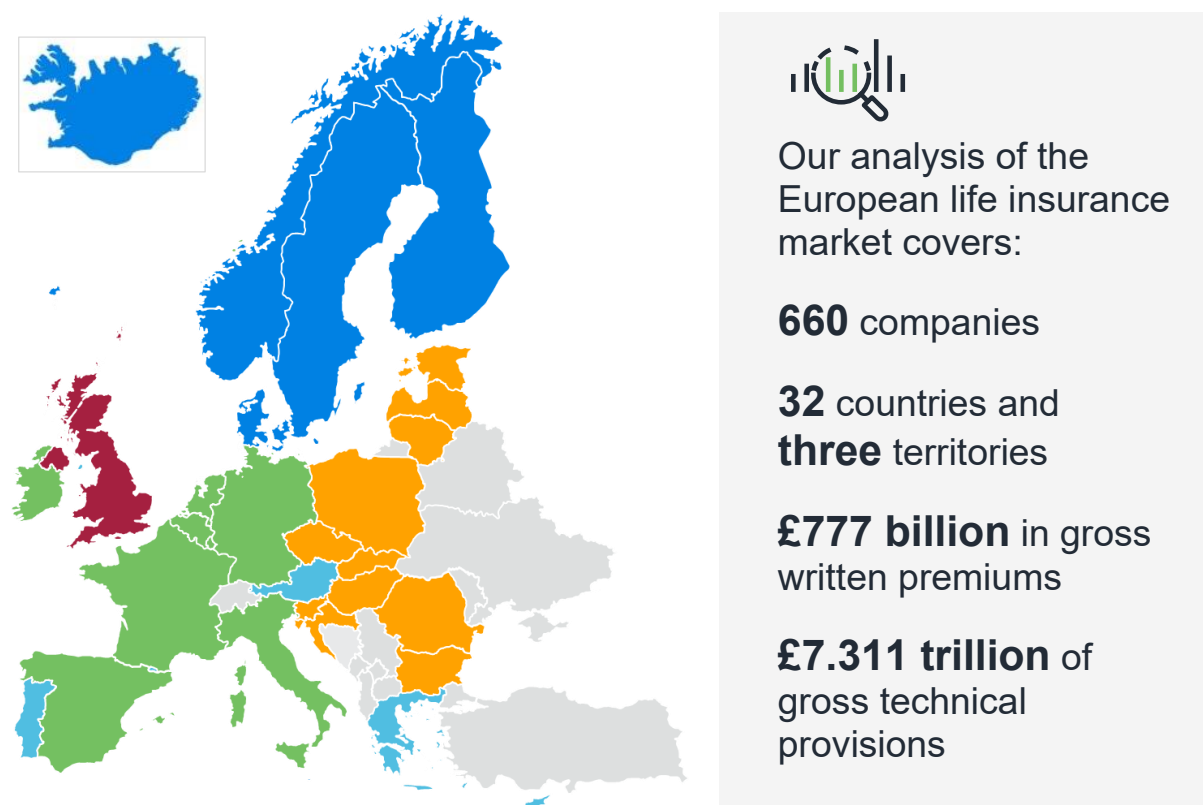 Our analysis of the
European life insurance
market covers:
660 companies
32 countries and
three territories
£777 billion in gross
written premiums
£7.311 trillion of
gross technical
provisions